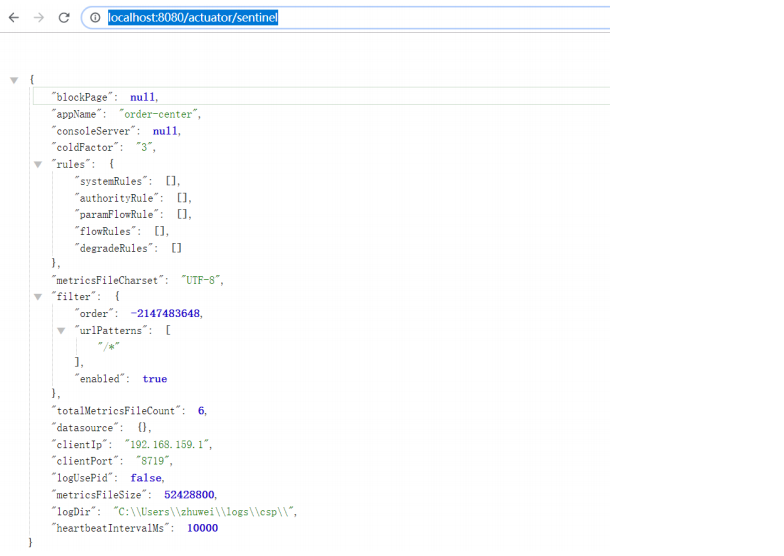 localhost:8080/actuator/sentinel
{
"blockPage": null,
"appName": "order-center",
"consoleServer": null,
"coldFactor": "3",
"rules": {
"systemRules": [],
"authorityRule": [],
"paramFlowRule": [],
"flowRules": [],
"degradeRules": []
},
"metricsFileCharset": "UTF-8",
"filter": {
"order": -2147483648,
"urlPatterns": [
"/*"
],
"enabled": true
},
"totalMetricsFileCount": 6,
"datasource": {},
"clientIp": "192.168.159.1",
"clientPort": "8719",
"logUsePid": false,
"metricsFileSize": 52428800,
"logDir": "C:\\Users\\zhuwei\\logs\\csp\\",
"heartbeatIntervalMs": 10000
}